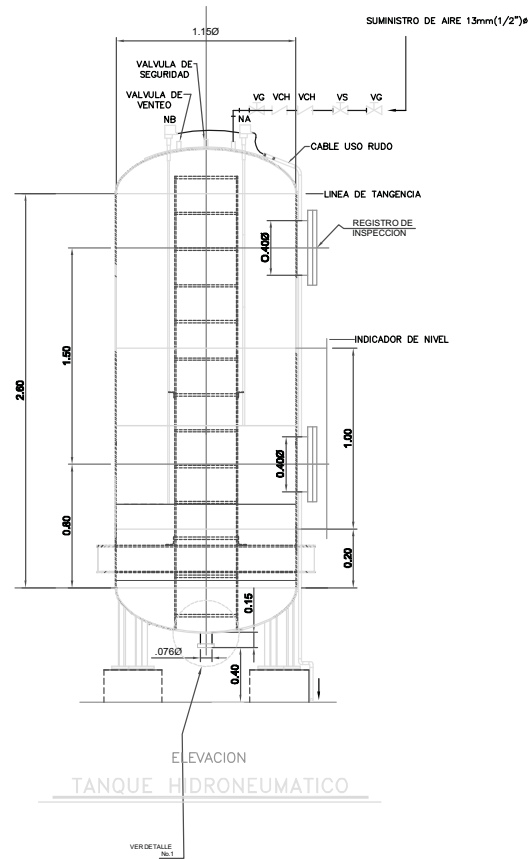 SUMINISTRO DE AIRE 13mm(1/2")ø
1.15Ø
VALVULA DE
SEGURIDAD
VALVULA DE
VENTEO
NB
NA
VG
VCH
VCH
VS
VG
CABLE USO RUDO
LINEA DE TANGENCIA
REGISTRO DE
INSPECCION
0.40Ø
INDICADOR DE NIVEL
1.50
2.60
1.00
0.40Ø
0.80
0.20
0.15
.076Ø
0.40
ELEVACION
TANQUE HIDRONEUMATICO
VER DETALLE
No.1